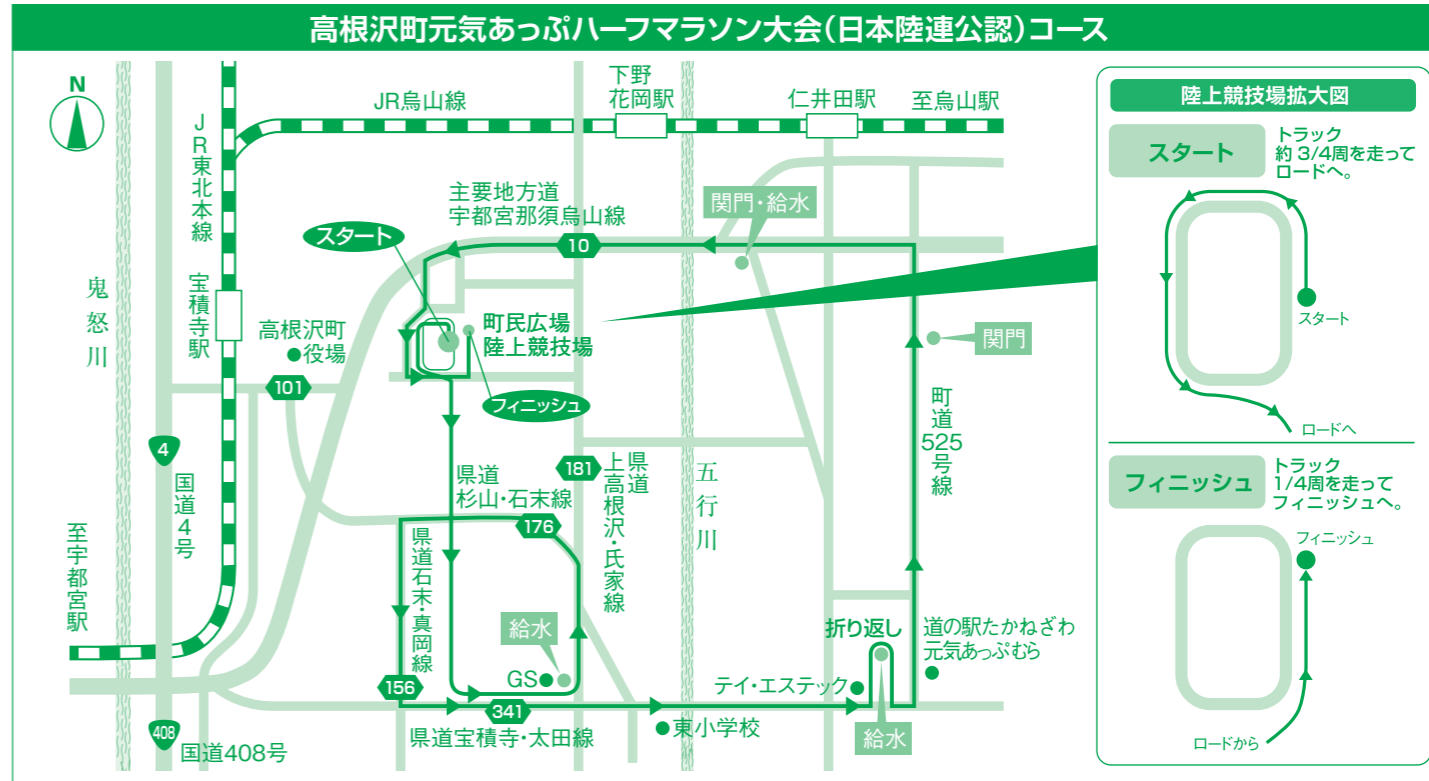 高根沢町元気あっぷハーフマラソン大会（日本陸連公認）コース
N
JR烏山線
下野
花岡駅
仁井田駅
至烏山駅
JR東北本線
宝積寺駅
鬼怒川
主要地方道
宇都宮那須烏山線
関門・給水
スタート
10
高根沢町
役場
101
町民広場
陸上競技場
フィニッシュ
関門
町道525号線
4
国道4号
県道
杉山・石末線
181
県道
上高根沢・氏家線
五行川
176
至宇都宮駅
県道石末・真岡線
給水
GS
折り返し
道の駅たかねざわ
元気あっぷむら
156
341
テイ・エステック
県道宝積寺・太田線
東小学校
給水
408
国道408号
陸上競技場拡大図
スタート
トラック
約 3/4周を走って
ロードへ。
スタート
ロードへ
フィニッシュ
トラック
1/4周を走って
フィニッシュへ。
フィニッシュ
ロードから